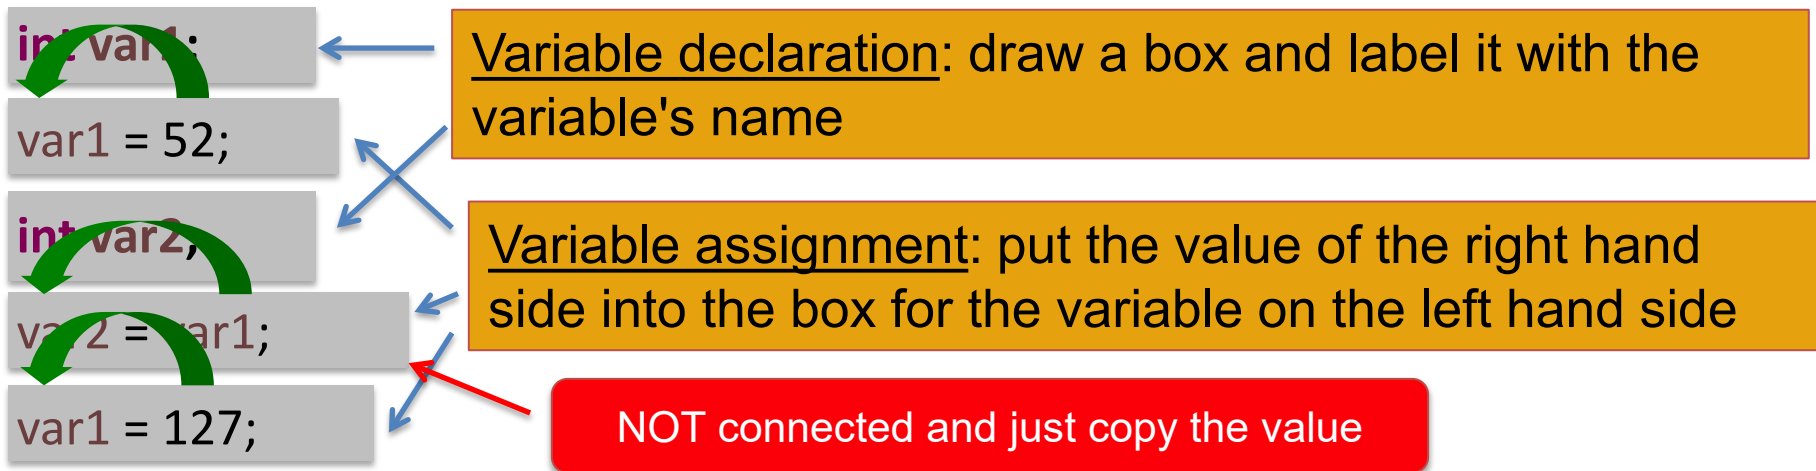 int var1;
Variable declaration: draw a box and label it with the
variable's name
var1 = 52;
int var2;
Variable assignment: put the value of the right hand
side into the box for the variable on the left hand side
var2 = var1;
NOT connected and just copy the value
var1 = 127;